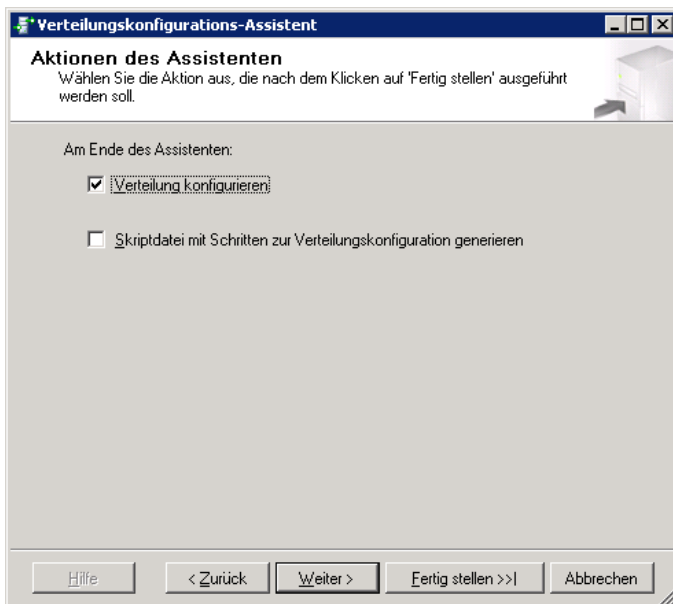 Verteilungskonfigurations-Assistent
Aktionen des Assistenten
Wählen Sie die Aktion aus, die nach dem Klicken auf 'Fertig stellen' ausgeführt
werden soll.
Am Ende des Assistenten:
Verteilung konfigurieren
Skriptdatei mit Schritten zur Verteilungskonfiguration generieren
Hilfe < Zurück Weiter > Fertig stellen >>| Abbrechen